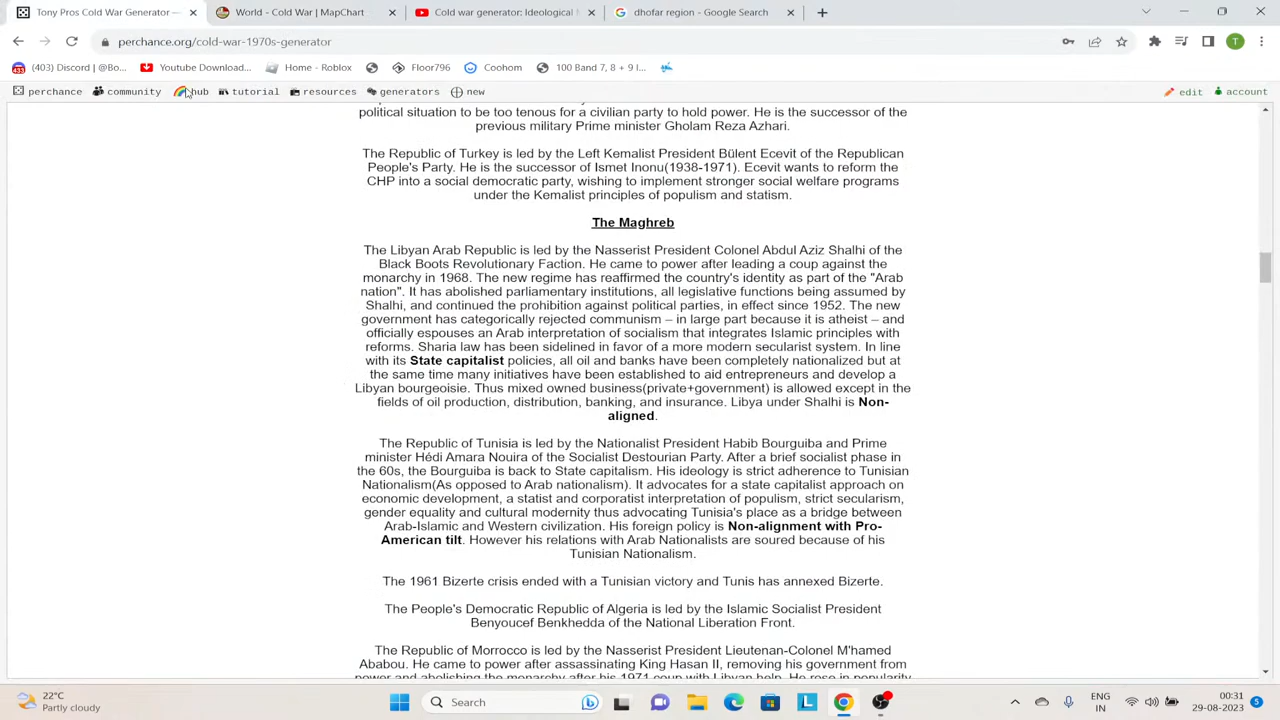 Tony Pros Cold War Generator —
World - Cold War | MapChart
Cold war generator: Ideological
dhofar region - Google Search
perchance.org/cold-war-1970s-generator
(403) Discord | @Bo...
Youtube Download...
Home - Roblox
Floor796
Coohom
100 Band 7, 8 + 9 I...
perchance
community
hub
tutorial
resources
generators
new
edit
account
political situation to be too tenous for a civilian party to hold power. He is the successor of the
previous military Prime minister Gholam Reza Azhari.
The Republic of Turkey is led by the Left Kemalist President Bülent Ecevit of the Republican
People's Party. He is the successor of Ismet Inonu(1938-1971). Ecevit wants to reform the
CHP into a social democratic party, wishing to implement stronger social welfare programs
under the Kemalist principles of populism and statism.
The Maghreb
The Libyan Arab Republic is led by the Nasserist President Colonel Abdul Aziz Shalhi of the
Black Boots Revolutionary Faction. He came to power after leading a coup against the
monarchy in 1968. The new regime has reaffirmed the country's identity as part of the "Arab
nation". It has abolished parliamentary institutions, all legislative functions being assumed by
Shalhi, and continued the prohibition against political parties, in effect since 1952. The new
government has categorically rejected communism – in large part because it is atheist – and
officially espouses an Arab interpretation of socialism that integrates Islamic principles with
reforms. Sharia law has been sidelined in favor of a more modern secularist system. In line
with its State capitalist policies, all oil and banks have been completely nationalized but at
the same time many initiatives have been established to aid entrepreneurs and develop a
Libyan bourgeoisie. Thus mixed owned business(private+government) is allowed except in the
fields of oil production, distribution, banking, and insurance. Libya under Shalhi is Non-
aligned.
The Republic of Tunisia is led by the Nationalist President Habib Bourguiba and Prime
minister Hédi Amara Nouira of the Socialist Destourian Party. After a brief socialist phase in
the 60s, the Bourguiba is back to State capitalism. His ideology is strict adherence to Tunisian
Nationalism(As opposed to Arab nationalism). It advocates for a state capitalist approach on
economic development, a statist and corporatist interpretation of populism, strict secularism,
gender equality and cultural modernity thus advocating Tunisia's place as a bridge between
Arab-Islamic and Western civilization. His foreign policy is Non-alignment with Pro-
American tilt. However his relations with Arab Nationalists are soured because of his
Tunisian Nationalism.
The 1961 Bizerte crisis ended with a Tunisian victory and Tunis has annexed Bizerte.
The People's Democratic Republic of Algeria is led by the Islamic Socialist President
Benyoucef Benkhedda of the National Liberation Front.
The Republic of Morrocco is led by the Nasserist President Lieutenan-Colonel M'hamed
Ababou. He came to power after assassinating King Hasan II, removing his government from
power and abolishing the monarchy after his 1971 coup with Libyan help. He rose in popularity
22°C
Partly cloudy
Search
ENG
IN
00:31
29-08-2023
5